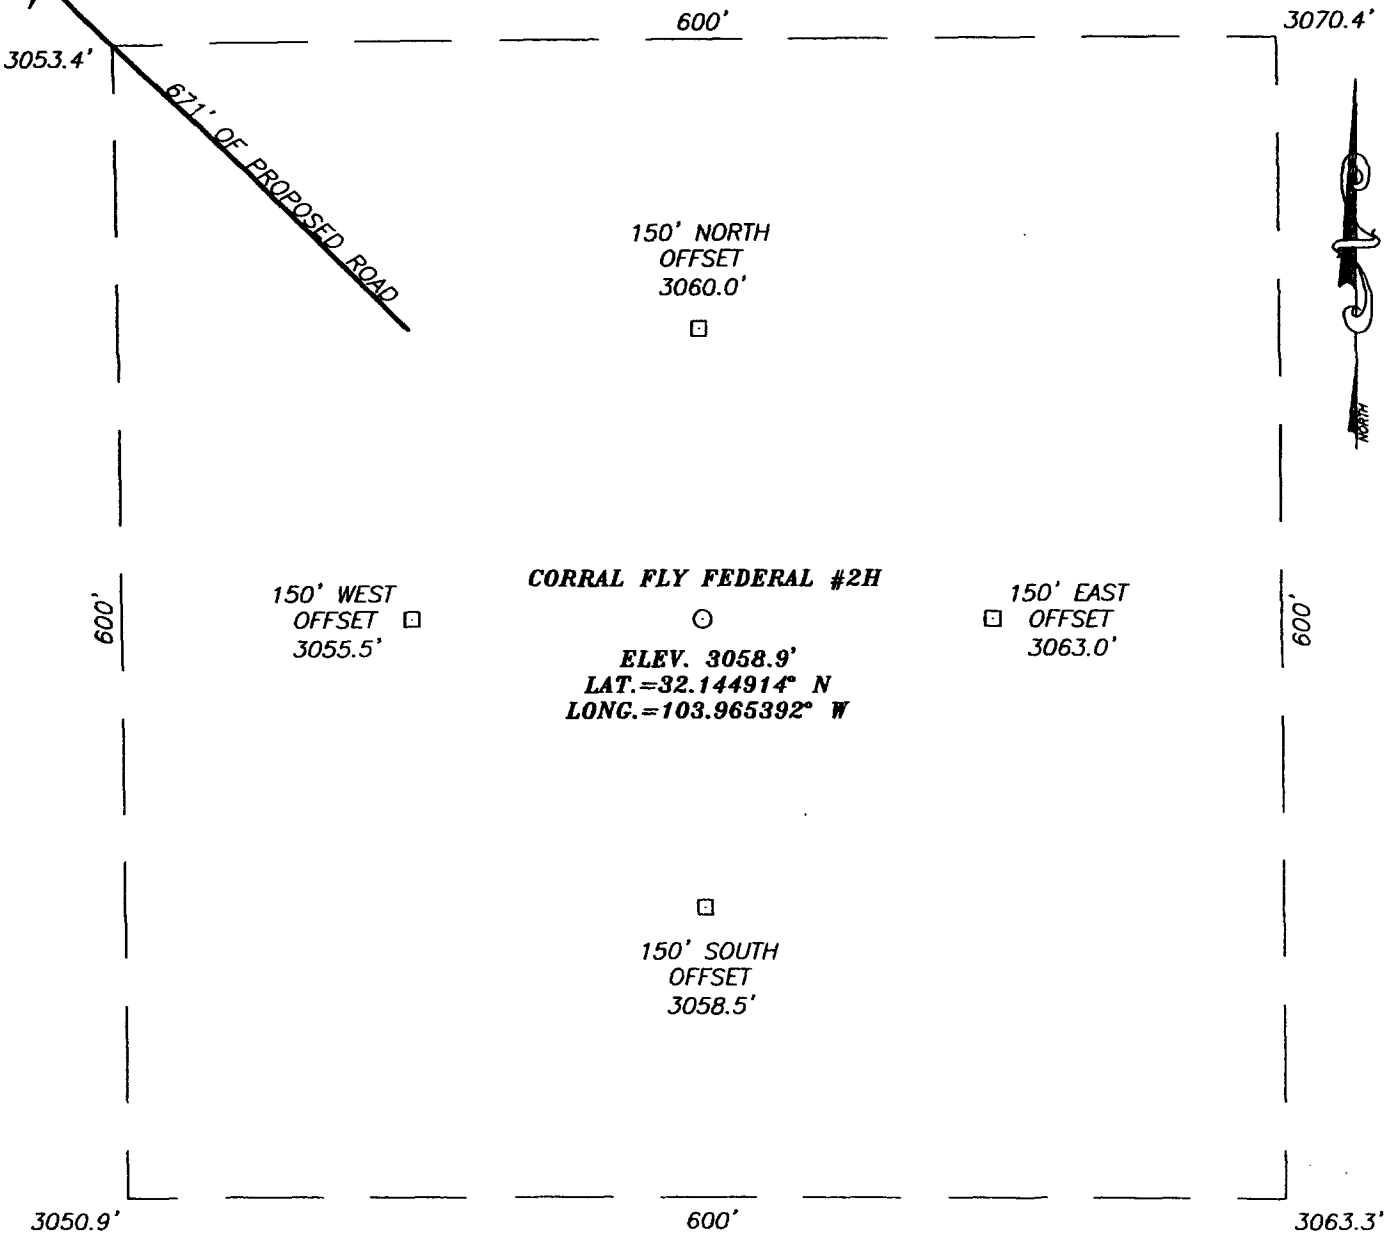 600'
3070.4'
3053.4'
671' OF PROPOSED ROAD
150' NORTH
OFFSET
3060.0'
NORTH
CORRAL FLY FEDERAL #2H
150' WEST
OFFSET
3055.5'
150' EAST
OFFSET
3063.0'
600'
600'
ELEV. 3058.9'
LAT.=32.144914° N
LONG.=103.965392° W
150' SOUTH
OFFSET
3058.5'
3050.9'
600'
3063.3'